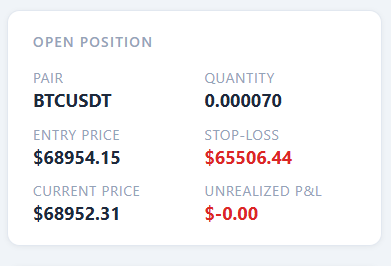 OPEN POSITION
PAIR QUANTITY
BTCUSDT 0.000070
ENTRY PRICE STOP-LOSS
$68954.15 $65506.44
CURRENT PRICE UNREALIZED P&L
$68952.31 $-0.00